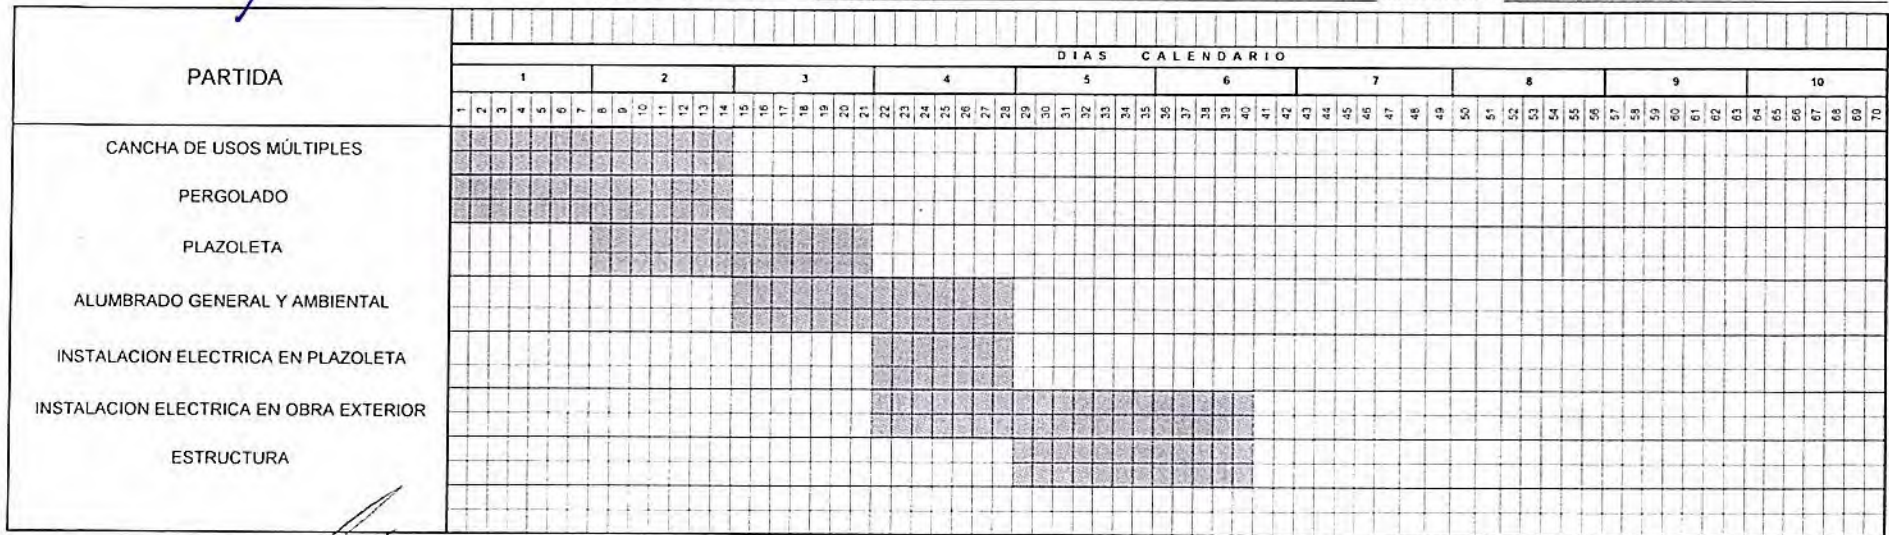 DIAS CALENDARIO
PARTIDA
1 2 3 4 5 6 7 8 9 10
1 2 3 4 5 6 7 8 9 10 11 12 13 14 15 16 17 18 19 20 21 22 23 24 25 26 27 28 29 30 31 32 33 34 35 36 37 38 39 40 41 42 43 44 45 46 47 48 49 50 51 52 53 54 55 56 57 58 59 60 61 62 63 64 65 66 67 68 69 70
CANCHA DE USOS MÚLTIPLES
PERGOLADO
PLAZOLETA
ALUMBRADO GENERAL Y AMBIENTAL
INSTALACION ELECTRICA EN PLAZOLETA
INSTALACION ELECTRICA EN OBRA EXTERIOR
ESTRUCTURA